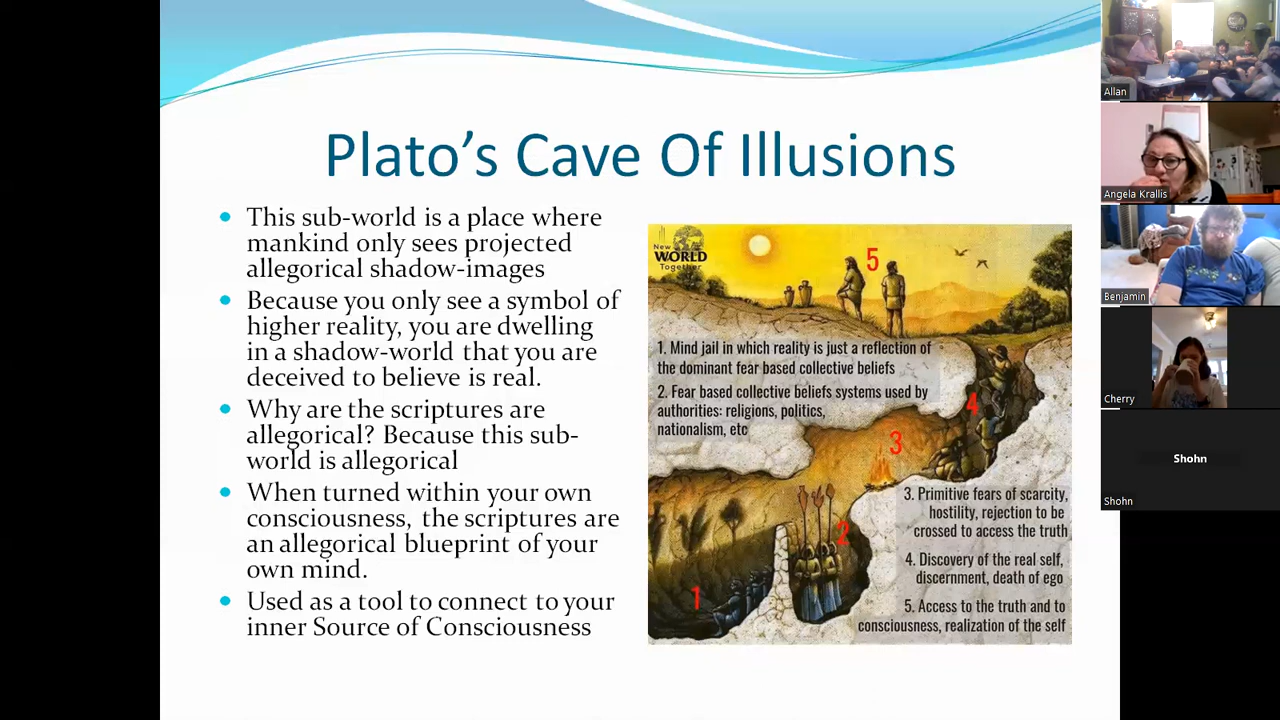 Plato’s Cave Of Illusions
This sub-world is a place where
mankind only sees projected
allegorical shadow-images
Because you only see a symbol of
higher reality, you are dwelling
in a shadow-world that you are
deceived to believe is real.
Why are the scriptures are
allegorical? Because this sub-
world is allegorical
When turned within your own
consciousness, the scriptures are
an allegorical blueprint of your
own mind.
Used as a tool to connect to your
inner Source of Consciousness
New
WORLD
Together
5
1. Mind jail in which reality is just a reflection of
the dominant fear based collective beliefs
2. Fear based collective beliefs systems used by
authorities: religions, politics,
nationalism, etc
4
3
3. Primitive fears of scarcity,
hostility, rejection to be
crossed to access the truth
2
4. Discovery of the real self,
discernment, death of ego
1
5. Access to the truth and to
consciousness, realization of the self
Allan
Angela Krallis
Benjamin
Cherry
Shohn
Shohn